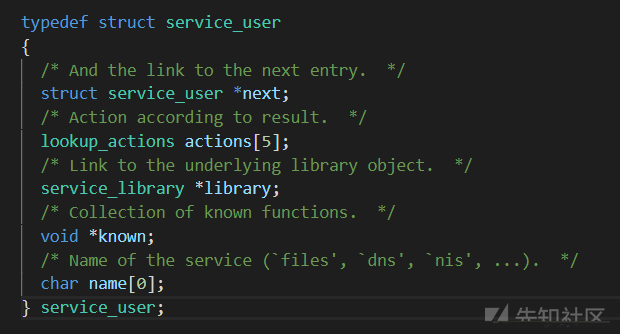 typedef struct service_user
{
  /* And the link to the next entry.  */
  struct service_user *next;
  /* Action according to result.  */
  lookup_actions actions[5];
  /* Link to the underlying library object.  */
  service_library *library;
  /* Collection of known functions.  */
  void *known;
  /* Name of the service (`files', `dns', `nis', ...).  */
  char name[0];
} service_user;
先知社区